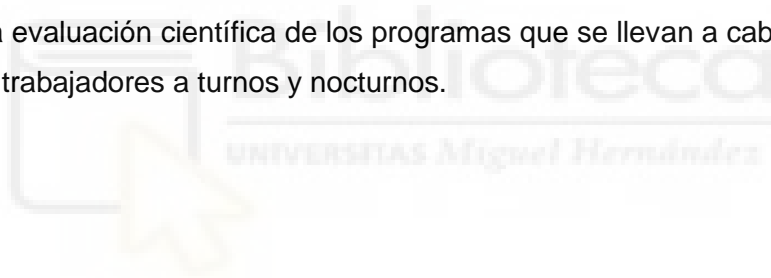 a evaluación científica de los programas que se llevan a cab
trabajadores a turnos y nocturnos.
Biblioteca
UNIVERSITAS Miguel Hernández